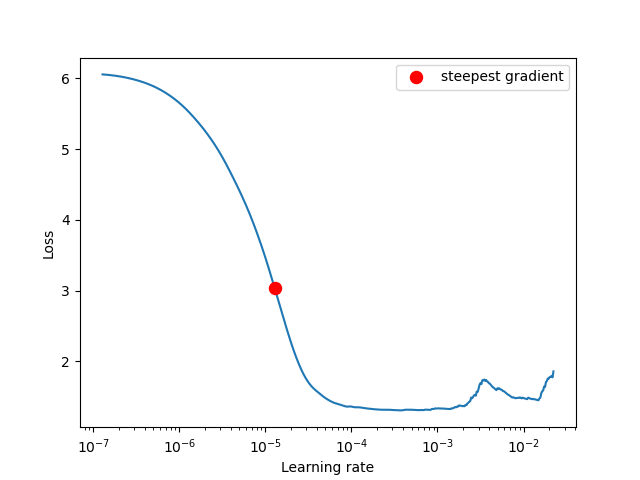 steepest gradient
6
5
4
3
2
Loss
10⁻⁷ 10⁻⁶ 10⁻⁵ 10⁻⁴ 10⁻³ 10⁻²
Learning rate